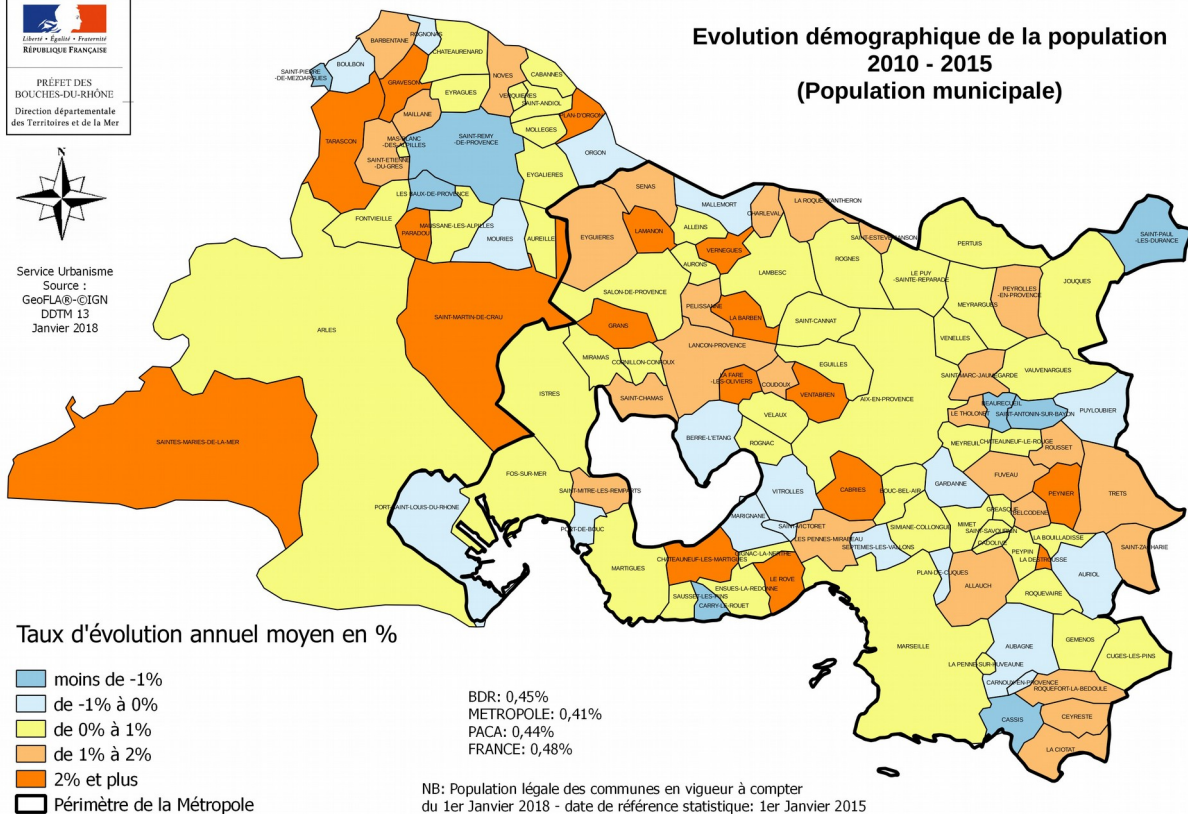 Liberté • Égalité • Fraternité
RÉPUBLIQUE FRANÇAISE
PRÉFET DES
BOUCHES-DU-RHÔNE
Direction départementale
des Territoires et de la Mer
N
Service Urbanisme
Source :
GeoFLA®-©IGN
DDTM 13
Janvier 2018
Evolution démographique de la population
2010 - 2015
(Population municipale)
ROGNONAS
BARBENTANE
CHATEAURENARD
BOULBON
SAINT-PIERRE
-DE-MEZOARGUES
NOVES
CABANNES
GRAVESON
EYRAGUES
VERQUIERES
SAINT-ANDIOL
MAILLANE
PLAN-D'ORGON
MOLLEGES
TARASCON
MAS-BLANC
-DES-ALPILLES
SAINT-REMY
-DE-PROVENCE
ORGON
SAINT-ETIENNE
-DU-GRES
EYGALIERES
LES BAUX-DE-PROVENCE
FONTVIEILLE
PARADOU
MAUSSANE-LES-ALPILLES
MOURIES
AUREILLE
SENAS
MALLEMORT
CHARLEVAL
LA ROQUE-D'ANTHERON
EYGUIERES
LAMANON
ALLEINS
VERNEGUES
SAINT-ESTEVE-JANSON
PERTUIS
SAINT-PAUL
-LES-DURANCE
AURONS
LAMBESC
ROGNES
LE PUY
-SAINTE-REPARADE
JOUQUES
SALON-DE-PROVENCE
PEYROLLES
-EN-PROVENCE
MEYRARGUES
PELISSANNE
ARLES
SAINT-MARTIN-DE-CRAU
GRANS
LA BARBEN
SAINT-CANNAT
VENELLES
LANCON-PROVENCE
MIRAMAS
CORNILLON-CONFOUX
EGUILLES
VAUVENARGUES
LA FARE
-LES-OLIVIERS
COUDOUX
SAINT-MARC-JAUMEGARDE
ISTRES
SAINT-CHAMAS
VENTABREN
AIX-EN-PROVENCE
BEAURECUEIL
SAINT-ANTONIN-SUR-BAYON
PUYLOUBIER
VELAUX
LE THOLONET
SAINTES-MARIES-DE-LA-MER
BERRE-L'ETANG
ROGNAC
MEYREUIL
CHATEAUNEUF-LE-ROUGE
ROUSSET
FOS-SUR-MER
FUVEAU
SAINT-MITRE-LES-REMPARTS
VITROLLES
CABRIES
BOUC-BEL-AIR
GARDANNE
PEYNIER
TRETS
PORT-SAINT-LOUIS-DU-RHONE
GREASQUE
BELCODENE
MARIGNANE
SAINT-VICTORET
SIMIANE-COLLONGUE
MIMET
SAINT-SAVOURNIN
PORT-DE-BOUC
LES PENNES-MIRABEAU
SEPTEMES-LES-VALLONS
CADOLIVE
LA BOUILLADISSE
SAINT-ZACHARIE
PEYPIN
LA DESTROUSSE
CHATEAUNEUF-LES-MARTIGUES
GIGNAC-LA-NERTHE
MARTIGUES
PLAN-DE-CUQUES
AURIOL
LE ROVE
ALLAUCH
ENSUES-LA-REDONNE
SAUSSET-LES-PINS
CARRY-LE-ROUET
ROQUEVAIRE
MARSEILLE
AUBAGNE
GEMENOS
CUGES-LES-PINS
LA PENNE-SUR-HUVEAUNE
CARNOUX-EN-PROVENCE
ROQUEFORT-LA-BEDOULE
CASSIS
CEYRESTE
LA CIOTAT
Taux d'évolution annuel moyen en %
moins de -1%
de -1% à 0%
de 0% à 1%
de 1% à 2%
2% et plus
Périmètre de la Métropole
BDR: 0,45%
METROPOLE: 0,41%
PACA: 0,44%
FRANCE: 0,48%
NB: Population légale des communes en vigueur à compter
du 1er Janvier 2018 - date de référence statistique: 1er Janvier 2015